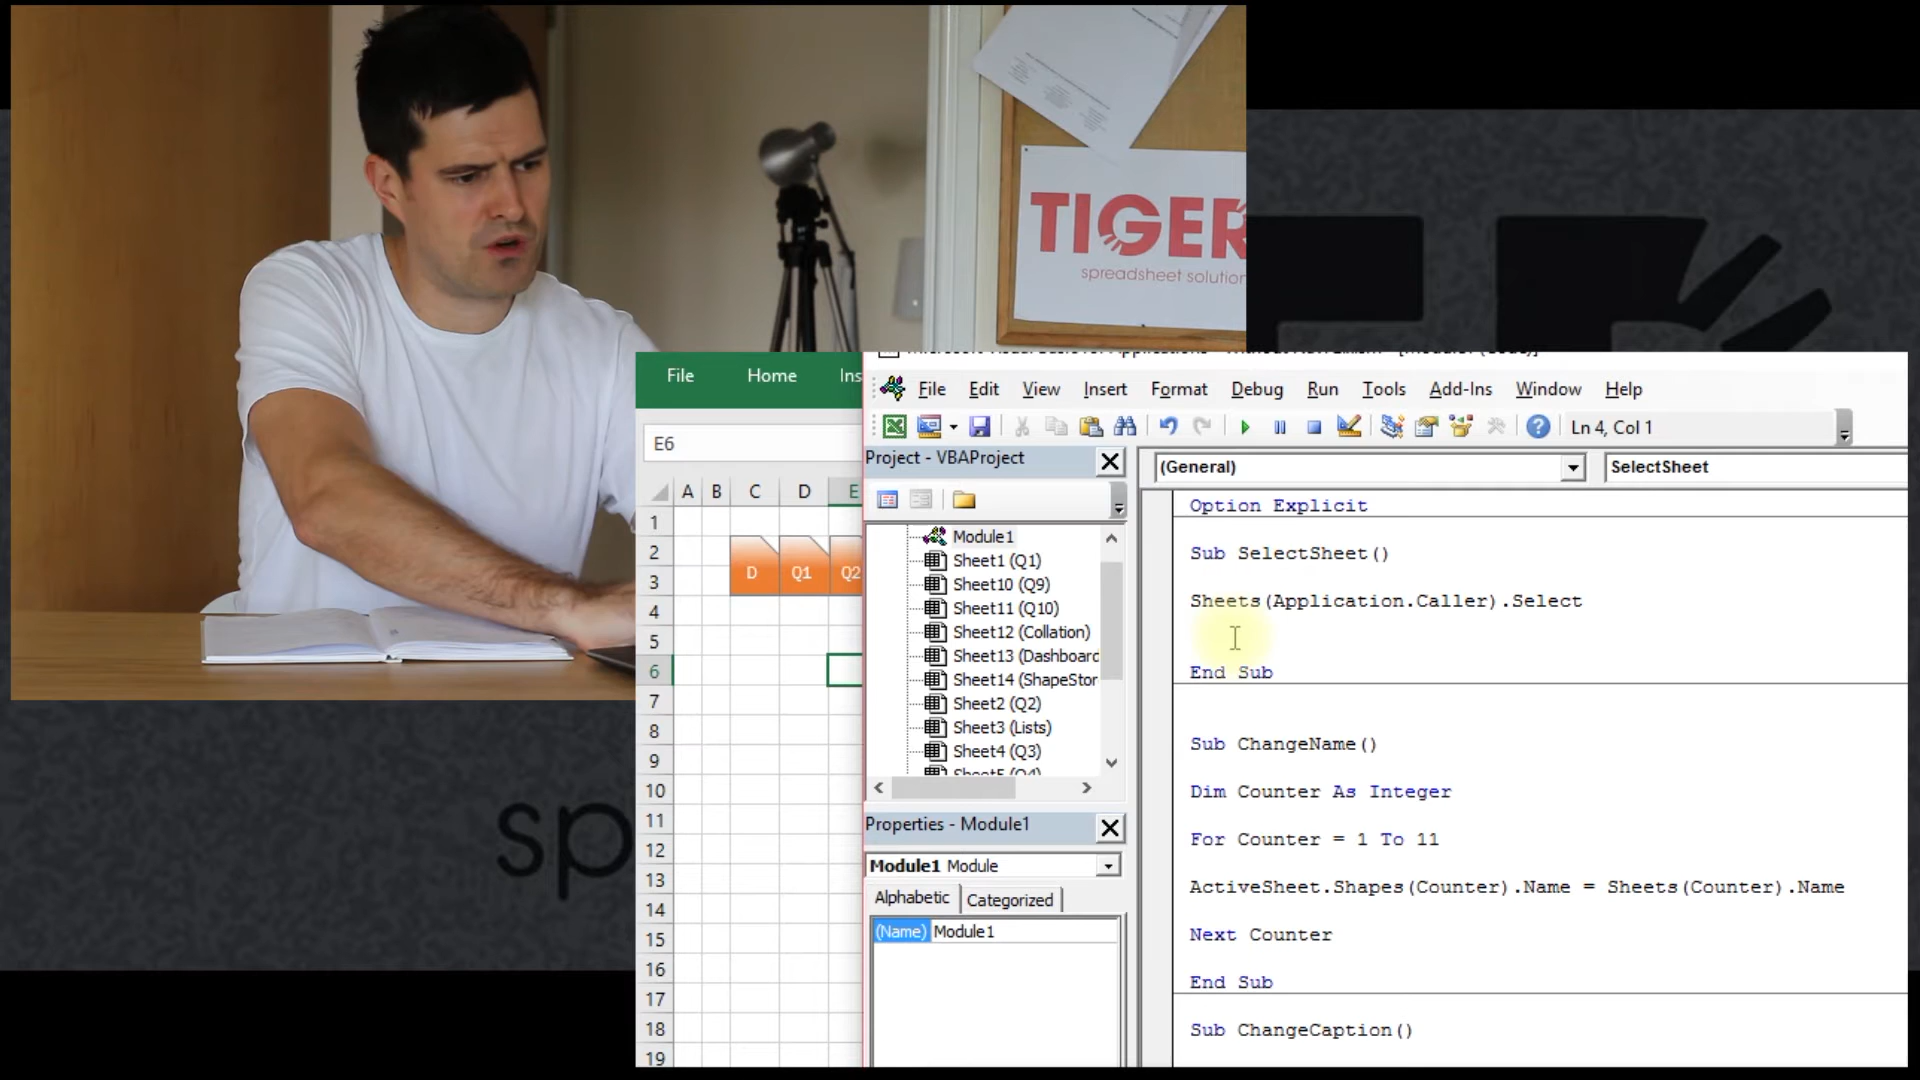 TIGER
spreadsheet solution
sp
File Home Ins
E6
A B C D E
1
2
3
D Q1 Q2
4
5
6
7
8
9
10
11
12
13
14
15
16
17
18
19
File Edit View Insert Format Debug Run Tools Add-Ins Window Help
Ln 4, Col 1
Project - VBAProject
Module1
Sheet1 (Q1)
Sheet10 (Q9)
Sheet11 (Q10)
Sheet12 (Collation)
Sheet13 (Dashboard
Sheet14 (ShapeStor
Sheet2 (Q2)
Sheet3 (Lists)
Sheet4 (Q3)
Properties - Module1
Module1 Module
Alphabetic Categorized
(Name) Module1
(General) SelectSheet
Option Explicit
Sub SelectSheet()
Sheets(Application.Caller).Select
End Sub
Sub ChangeName()
Dim Counter As Integer
For Counter = 1 To 11
ActiveSheet.Shapes(Counter).Name = Sheets(Counter).Name
Next Counter
End Sub
Sub ChangeCaption()